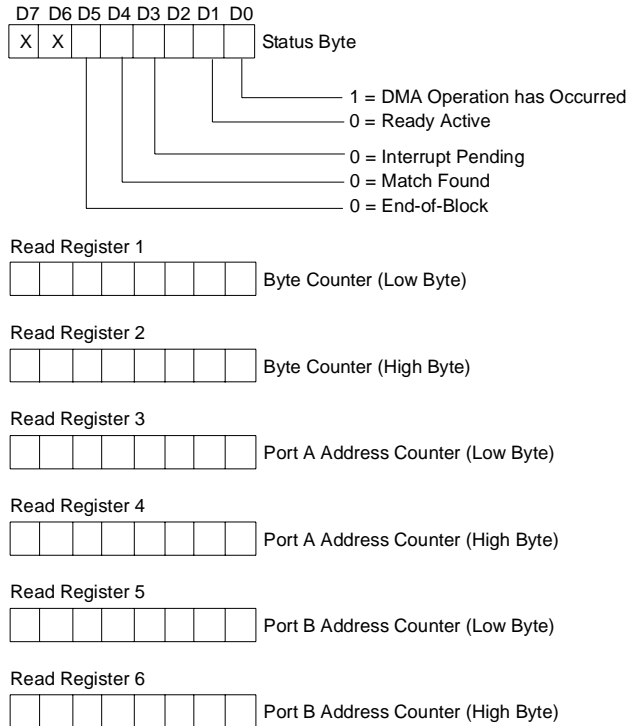 D7 D6 D5 D4 D3 D2 D1 D0
X X Status Byte
1 = DMA Operation has Occurred
0 = Ready Active
0 = Interrupt Pending
0 = Match Found
0 = End-of-Block
Read Register 1
Byte Counter (Low Byte)
Read Register 2
Byte Counter (High Byte)
Read Register 3
Port A Address Counter (Low Byte)
Read Register 4
Port A Address Counter (High Byte)
Read Register 5
Port B Address Counter (Low Byte)
Read Register 6
Port B Address Counter (High Byte)